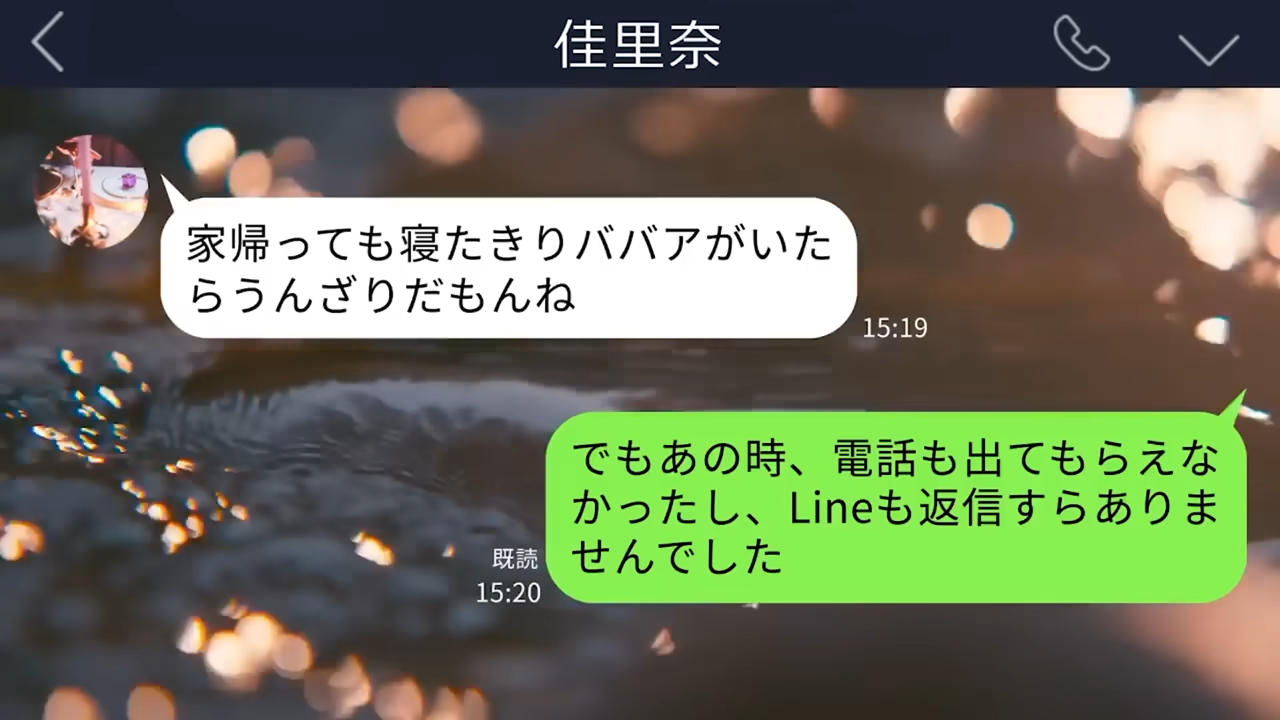 佳里奈
家帰っても寝たきりババアがいた
らうんざりだもんね
15:19
でもあの時、電話も出てもらえな
かったし、Lineも返信すらありま
せんでした
既読
15:20